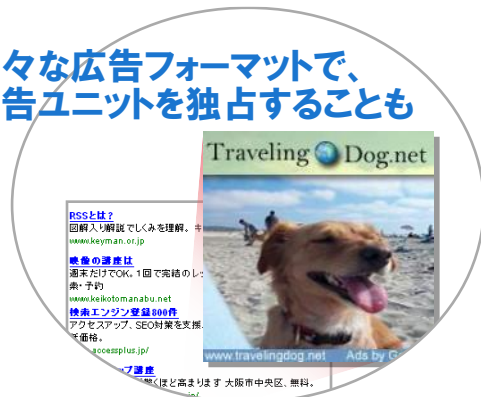 々な広告フォーマットで、
告ユニットを独占することも
Traveling Dog.net
RSSとは？
図解入り解説でしくみを理解。キ
www.keyman.or.jp
映像の講座は
週末だけでOK。1回で完結のレッ
索・予約
www.keikotomanabu.net
検索エンジン登録800件
アクセスアップ、SEO対策を支援.
価格。
accessplus.jp/
プ講座
くほど高まります 大阪市中央区、無料。
www.travelingdog.net Ads by G